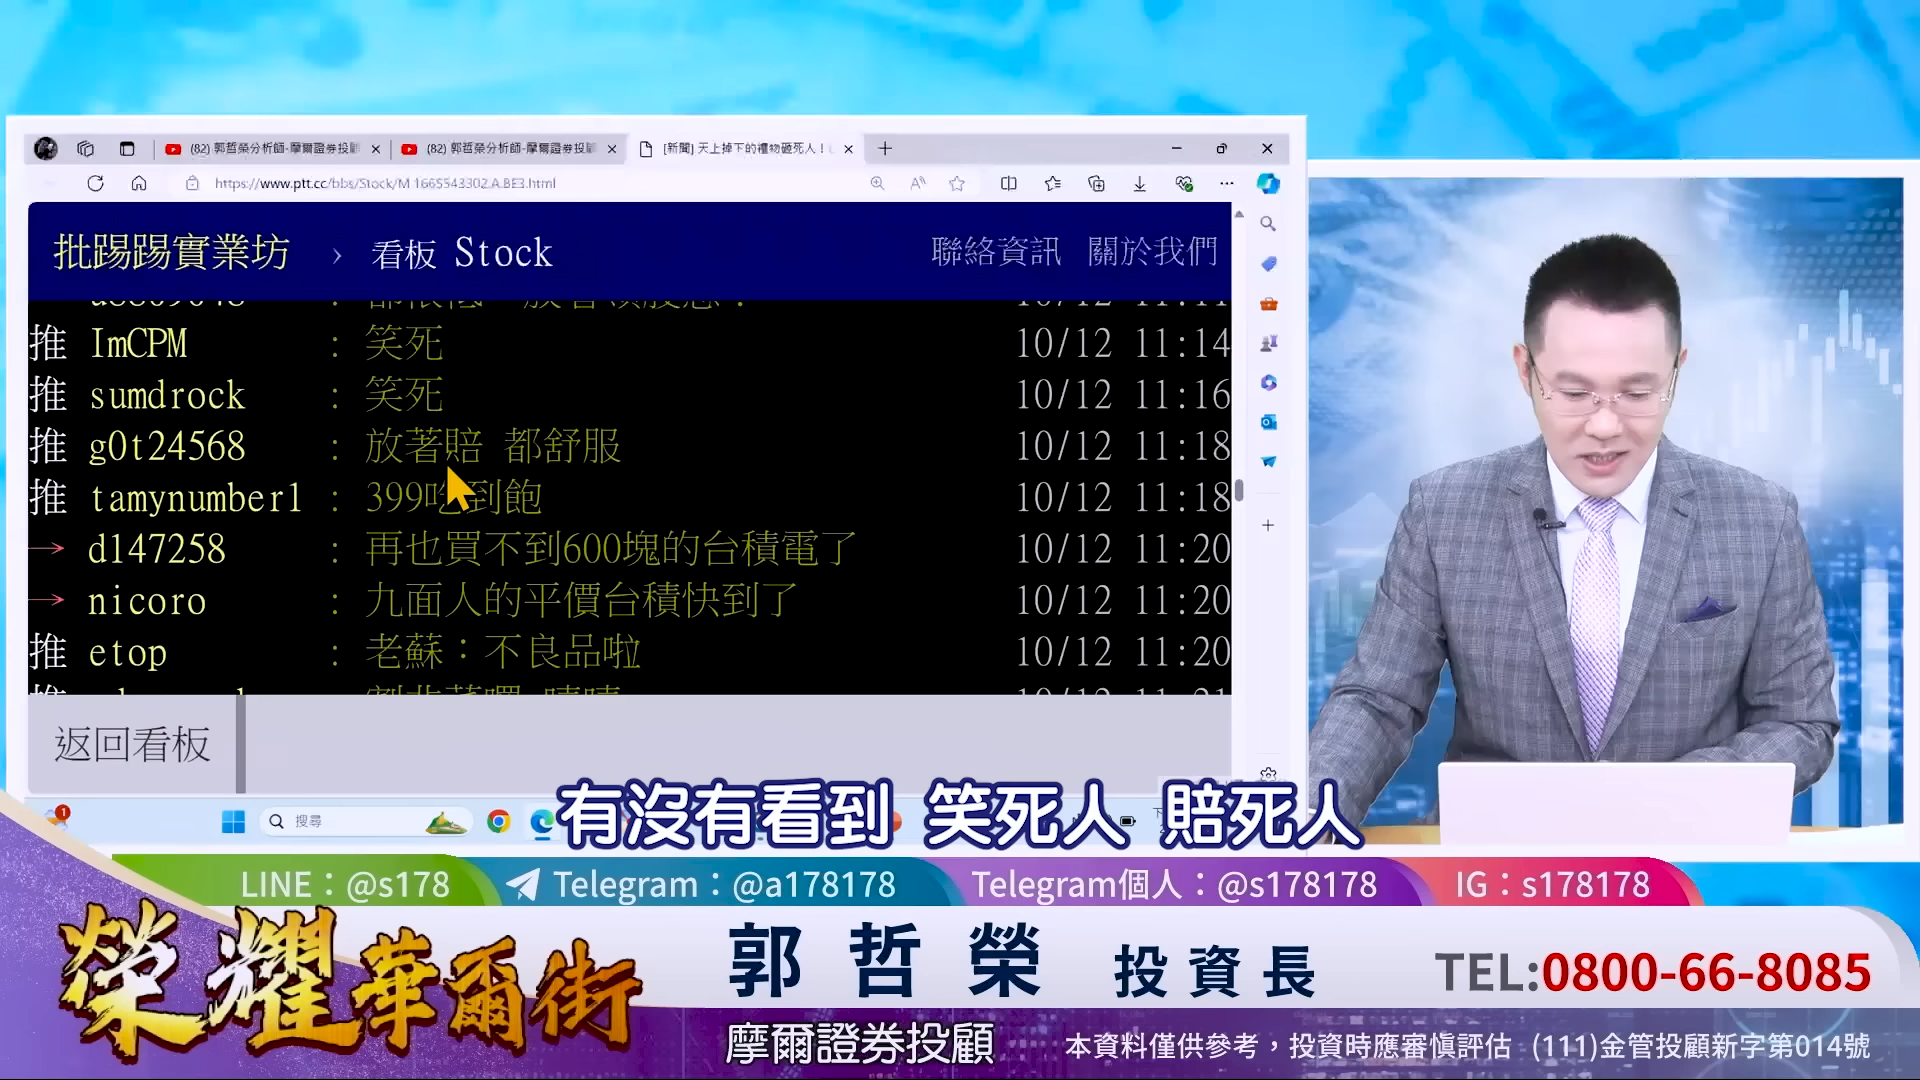 (82) 郭哲榮分析師-摩爾證券投顧
(82) 郭哲榮分析師-摩爾證券投顧
[新聞] 天上掉下的禮物砸死人！
https://www.ptt.cc/bbs/Stock/M.1665543302.A.BE3.html
批踢踢實業坊 › 看板 Stock 聯絡資訊 關於我們
推 ImCPM : 笑死 10/12 11:14
推 sumdrock : 笑死 10/12 11:16
推 g0t24568 : 放著賠 都舒服 10/12 11:18
推 tamynumber1 : 399吃到飽 10/12 11:18
→ d147258 : 再也買不到600塊的台積電了 10/12 11:20
→ nicoro : 九面人的平價台積快到了 10/12 11:20
推 etop : 老蘇：不良品啦 10/12 11:20
返回看板
1
搜尋
有沒有看到 笑死人 賠死人
LINE：@s178 Telegram：@a178178 Telegram個人：@s178178 IG：s178178
榮耀華爾街
郭哲榮 投資長
TEL:0800-66-8085
摩爾證券投顧
本資料僅供參考，投資時應審慎評估 (111)金管投顧新字第014號